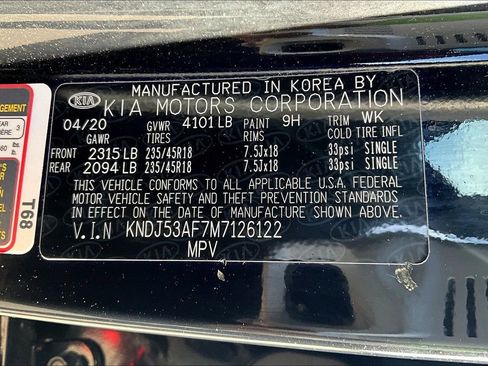 MANUFACTURED IN KOREA BY
KIA KIA MOTORS CORPORATION
04/20 GVWR 4101 LB PAINT 9H TRIM WK
GAWR TIRES RIMS COLD TIRE INFL
FRONT 2315 LB 235/45R18 7.5Jx18 33psi SINGLE
REAR 2094 LB 235/45R18 7.5Jx18 33psi SINGLE
THIS VEHICLE CONFORMS TO ALL APPLICABLE U.S.A. FEDERAL
MOTOR VEHICLE SAFETY AND THEFT PREVENTION STANDARDS
IN EFFECT ON THE DATE OF MANUFACTURE SHOWN ABOVE.
V.I.N KNDJ53AF7M7126122
MPV
T68